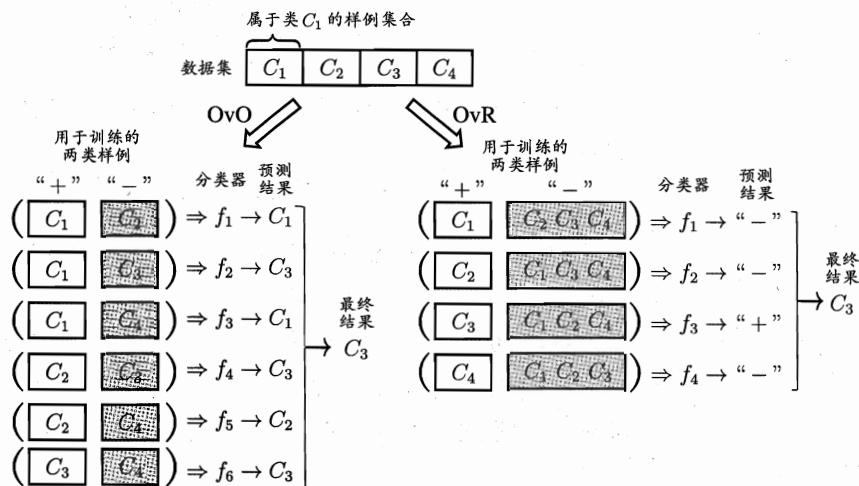 属于类C₁的样例集合
数据集 C₁ C₂ C₃ C₄
OvO OvR
用于训练的
两类样例
“+” “−” 分类器 预测
结果
( C₁ C₂ ) ⇒ f₁ → C₁
( C₁ C₃ ) ⇒ f₂ → C₃
( C₁ C₄ ) ⇒ f₃ → C₁
( C₂ C₃ ) ⇒ f₄ → C₃
( C₂ C₄ ) ⇒ f₅ → C₂
( C₃ C₄ ) ⇒ f₆ → C₃
最终
结果
→ C₃
用于训练的
两类样例
“+” “−” 分类器 预测
结果
( C₁ C₂ C₃ C₄ ) ⇒ f₁ → “−”
( C₂ C₁ C₃ C₄ ) ⇒ f₂ → “−”
( C₃ C₁ C₂ C₄ ) ⇒ f₃ → “+”
( C₄ C₁ C₂ C₃ ) ⇒ f₄ → “−”
最终
结果
→ C₃